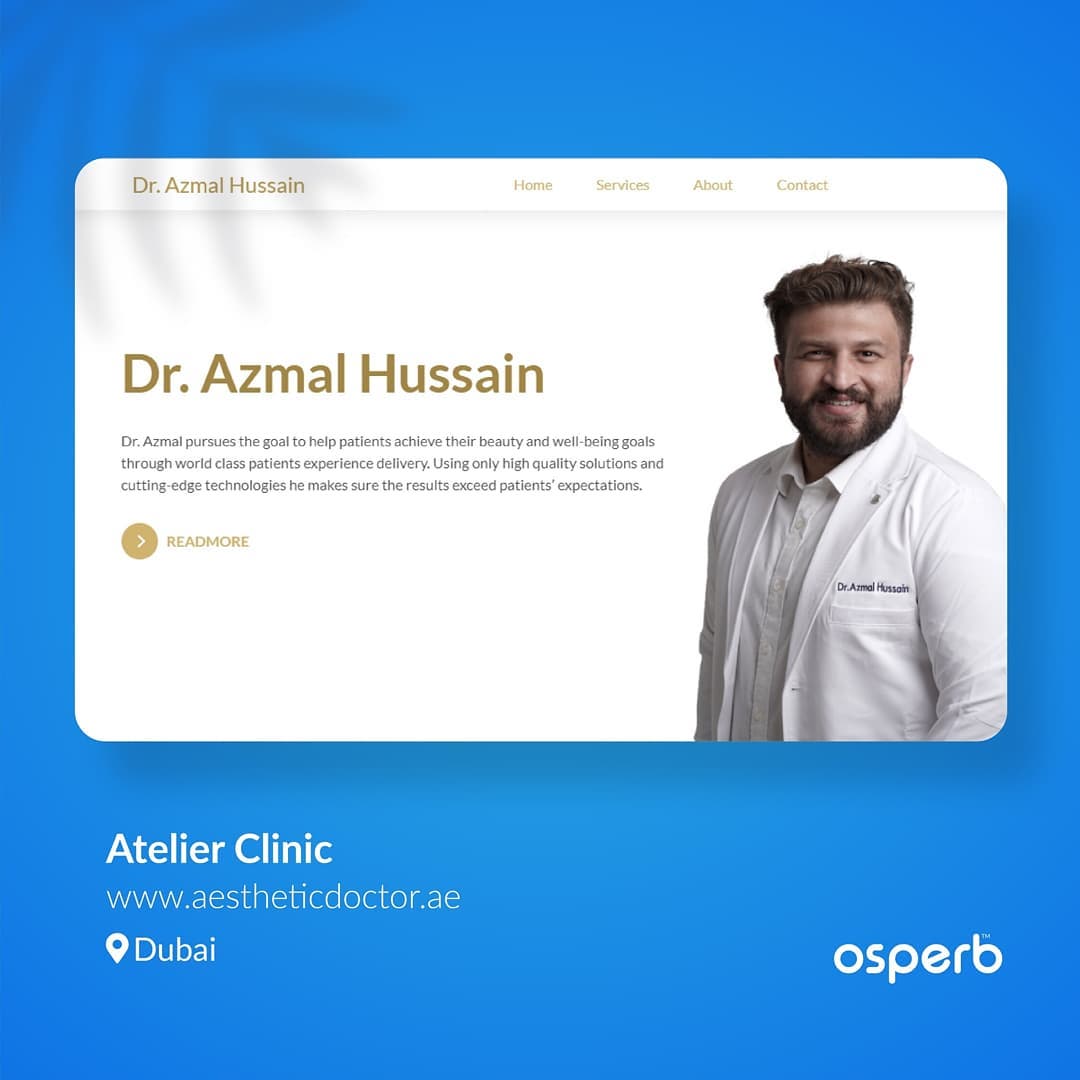 Dr. Azmal Hussain
Home Services About Contact
Dr. Azmal Hussain
Dr. Azmal pursues the goal to help patients achieve their beauty and well-being goals
through world class patients experience delivery. Using only high quality solutions and
cutting-edge technologies he makes sure the results exceed patients’ expectations.
READMORE
Dr.Azmal Hussain
Atelier Clinic
www.aestheticdoctor.ae
Dubai
osperb™